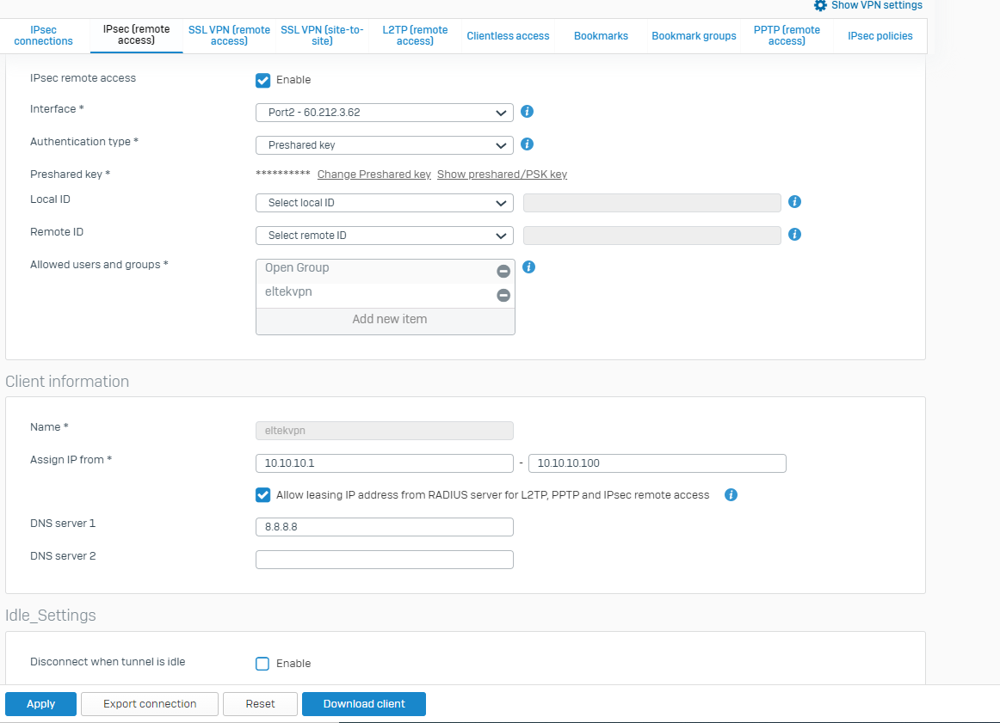 Show VPN settings
IPsec connections
IPsec (remote access)
SSL VPN (remote access)
SSL VPN (site-to-site)
L2TP (remote access)
Clientless access
Bookmarks
Bookmark groups
PPTP (remote access)
IPsec policies
IPsec remote access
Enable
Interface *
Port2 - 60.212.3.62
Authentication type *
Preshared key
Preshared key *
********** Change Preshared key Show preshared/PSK key
Local ID
Select local ID
Remote ID
Select remote ID
Allowed users and groups *
Open Group
eltekvpn
Add new item
Client information
Name *
eltekvpn
Assign IP from *
10.10.10.1 - 10.10.10.100
Allow leasing IP address from RADIUS server for L2TP, PPTP and IPsec remote access
DNS server 1
8.8.8.8
DNS server 2
Idle_Settings
Disconnect when tunnel is idle
Enable
Apply
Export connection
Reset
Download client